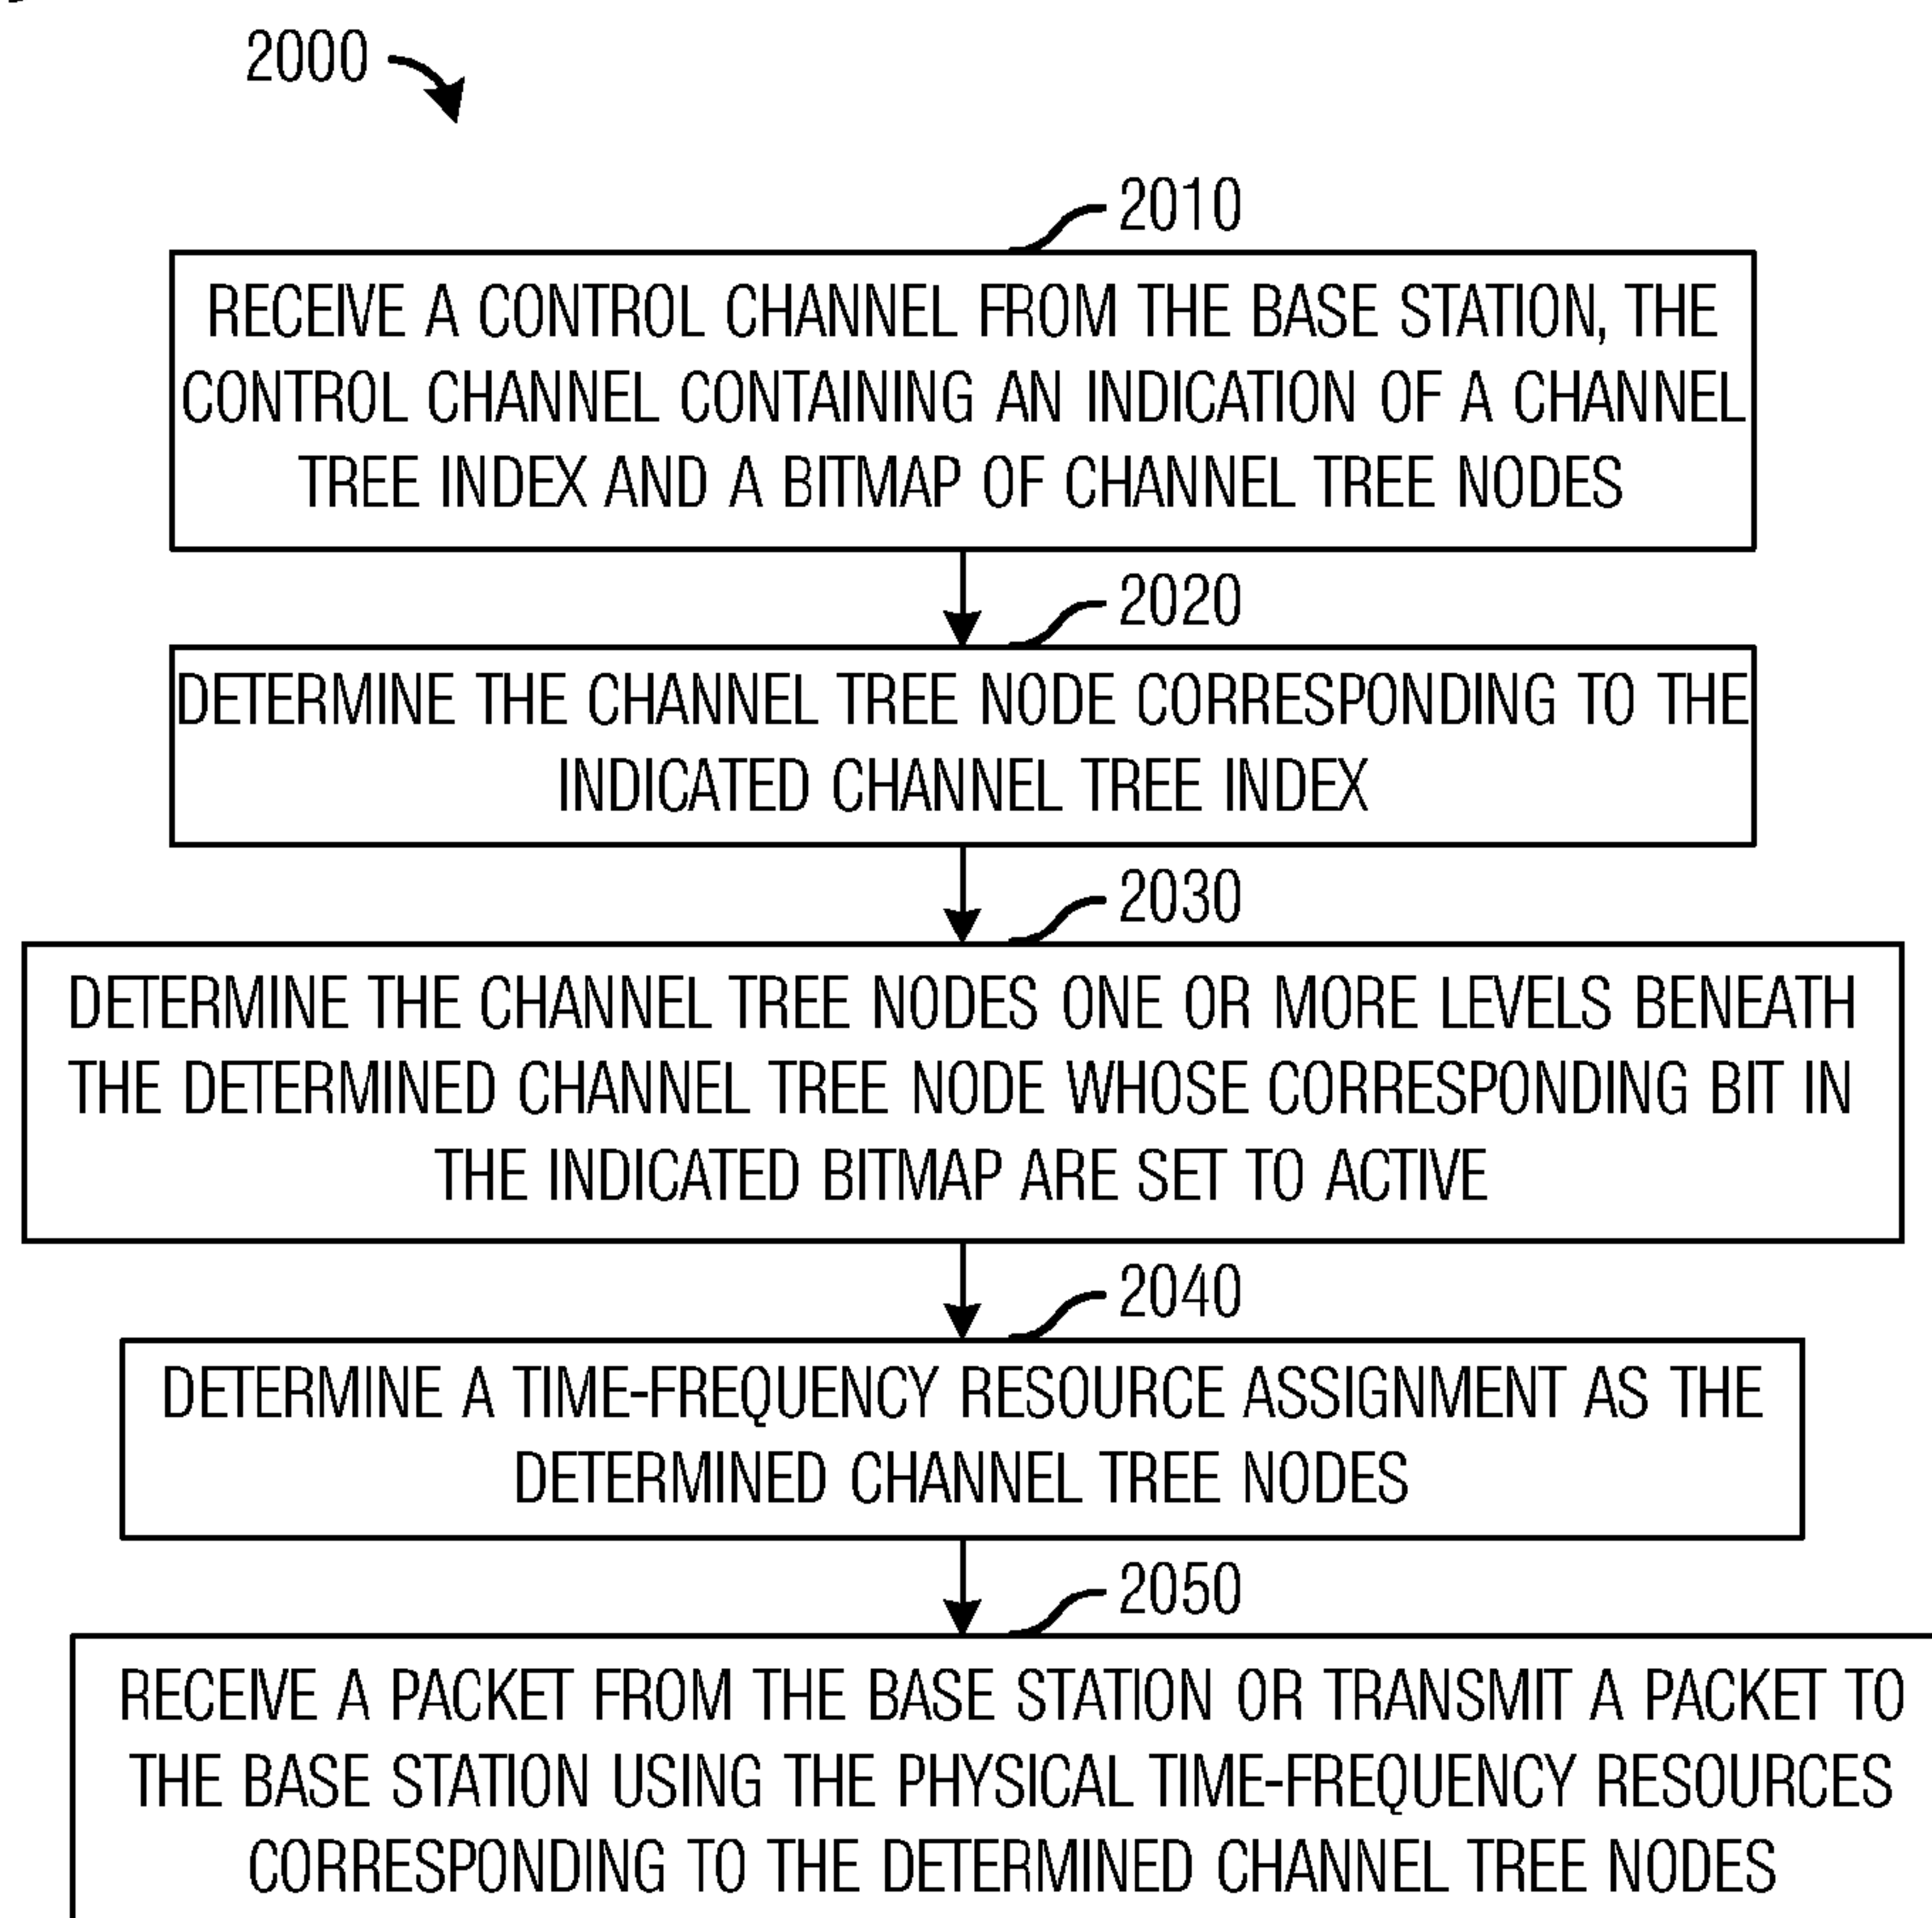 2000
2010
RECEIVE A CONTROL CHANNEL FROM THE BASE STATION, THE
CONTROL CHANNEL CONTAINING AN INDICATION OF A CHANNEL
TREE INDEX AND A BITMAP OF CHANNEL TREE NODES
2020
DETERMINE THE CHANNEL TREE NODE CORRESPONDING TO THE
INDICATED CHANNEL TREE INDEX
2030
DETERMINE THE CHANNEL TREE NODES ONE OR MORE LEVELS BENEATH
THE DETERMINED CHANNEL TREE NODE WHOSE CORRESPONDING BIT IN
THE INDICATED BITMAP ARE SET TO ACTIVE
2040
DETERMINE A TIME-FREQUENCY RESOURCE ASSIGNMENT AS THE
DETERMINED CHANNEL TREE NODES
2050
RECEIVE A PACKET FROM THE BASE STATION OR TRANSMIT A PACKET TO
THE BASE STATION USING THE PHYSICAL TIME-FREQUENCY RESOURCES
CORRESPONDING TO THE DETERMINED CHANNEL TREE NODES